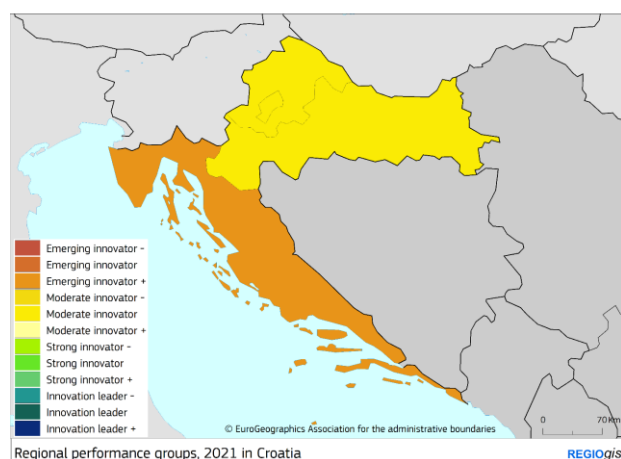 Emerging innovator -
Emerging innovator
Emerging innovator +
Moderate innovator -
Moderate innovator
Moderate innovator +
Strong innovator -
Strong innovator
Strong innovator +
Innovation leader -
Innovation leader
Innovation leader +
© EuroGeographics Association for the administrative boundaries
0 70 Km
Regional performance groups, 2021 in Croatia
REGIOgis